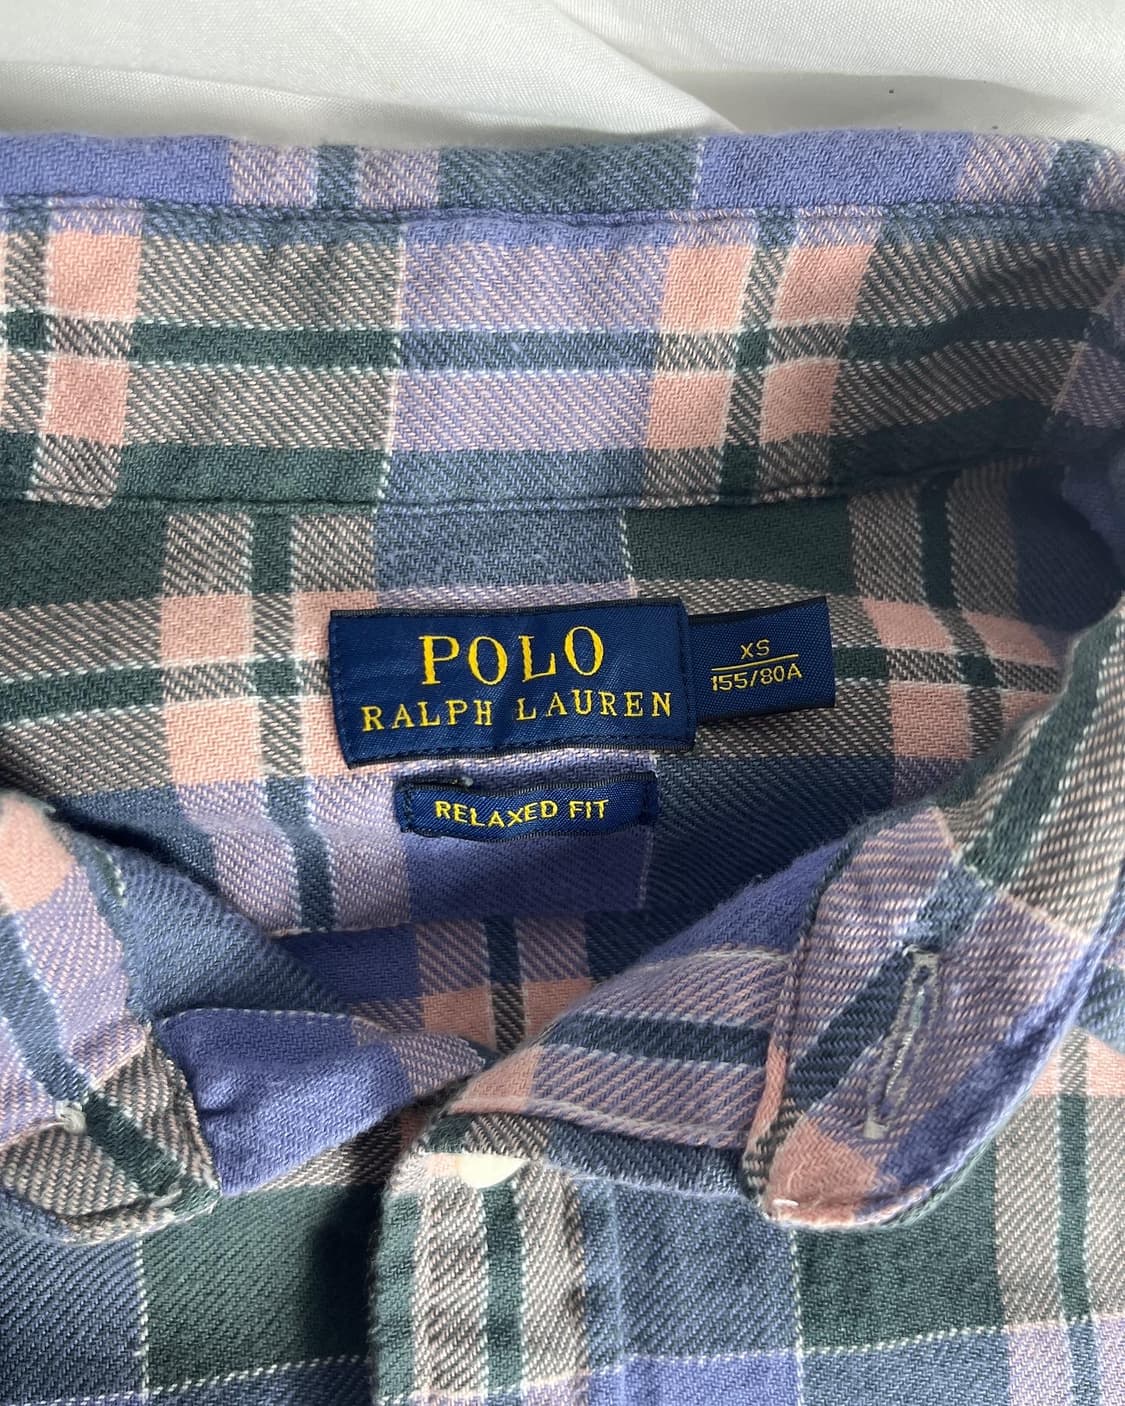 POLO
RALPH LAUREN
XS
155/80A
RELAXED FIT